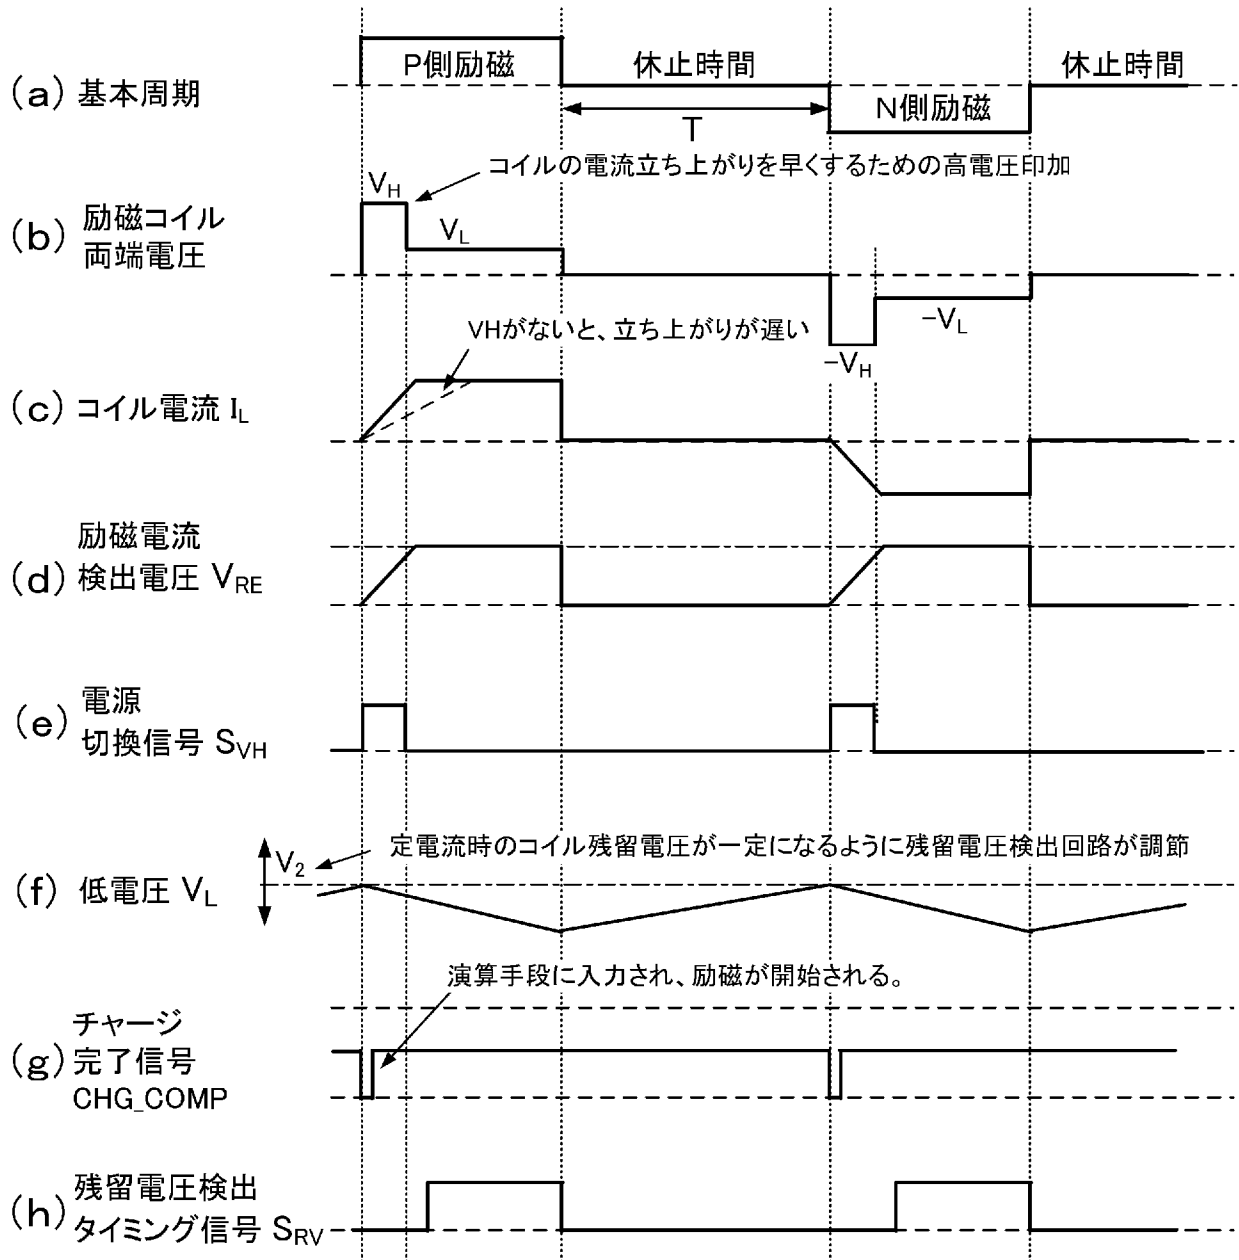 (a) 基本周期
P側励磁
休止時間
T
N側励磁
休止時間
コイルの電流立ち上がりを早くするための高電圧印加
(b) 励磁コイル
両端電圧
VH
VL
−VH
−VL
VHがないと、立ち上がりが遅い
(c) コイル電流 IL
励磁電流
(d) 検出電圧 VRE
(e) 電源
切換信号 SVH
V2
定電流時のコイル残留電圧が一定になるように残留電圧検出回路が調節
(f) 低電圧 VL
演算手段に入力され、励磁が開始される。
チャージ
(g) 完了信号
CHG_COMP
(h) 残留電圧検出
タイミング信号 SRV